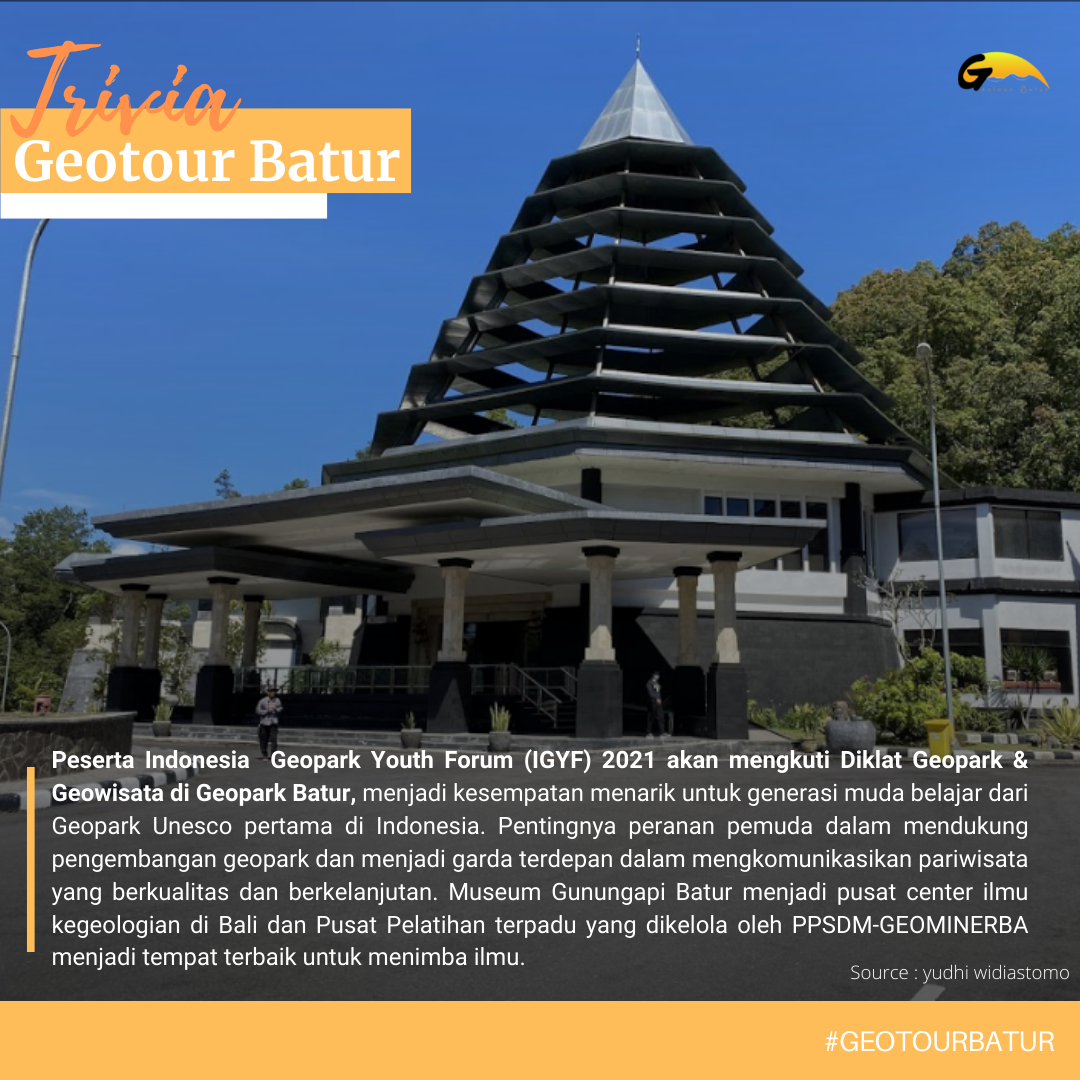 Trivia
Geotour Batur
G
Peserta Indonesia Geopark Youth Forum (IGYF) 2021 akan mengkuti Diklat Geopark &
Geowisata di Geopark Batur, menjadi kesempatan menarik untuk generasi muda belajar dari
Geopark Unesco pertama di Indonesia. Pentingnya peranan pemuda dalam mendukung
pengembangan geopark dan menjadi garda terdepan dalam mengkomunikasikan pariwisata
yang berkualitas dan berkelanjutan. Museum Gunungapi Batur menjadi pusat center ilmu
kegeologian di Bali dan Pusat Pelatihan terpadu yang dikelola oleh PPSDM-GEOMINERBA
menjadi tempat terbaik untuk menimba ilmu.
Source : yudhi widiastomo
#GEOTOURBATUR